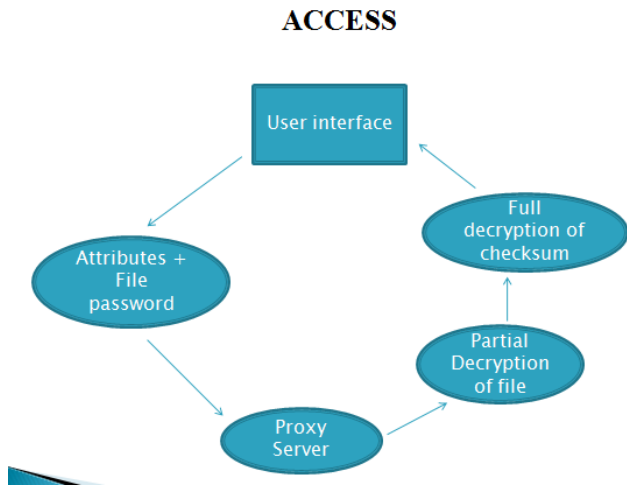 ACCESS
User interface
Attributes +
File
password
Proxy
Server
Partial
Decryption
of file
Full
decryption of
checksum